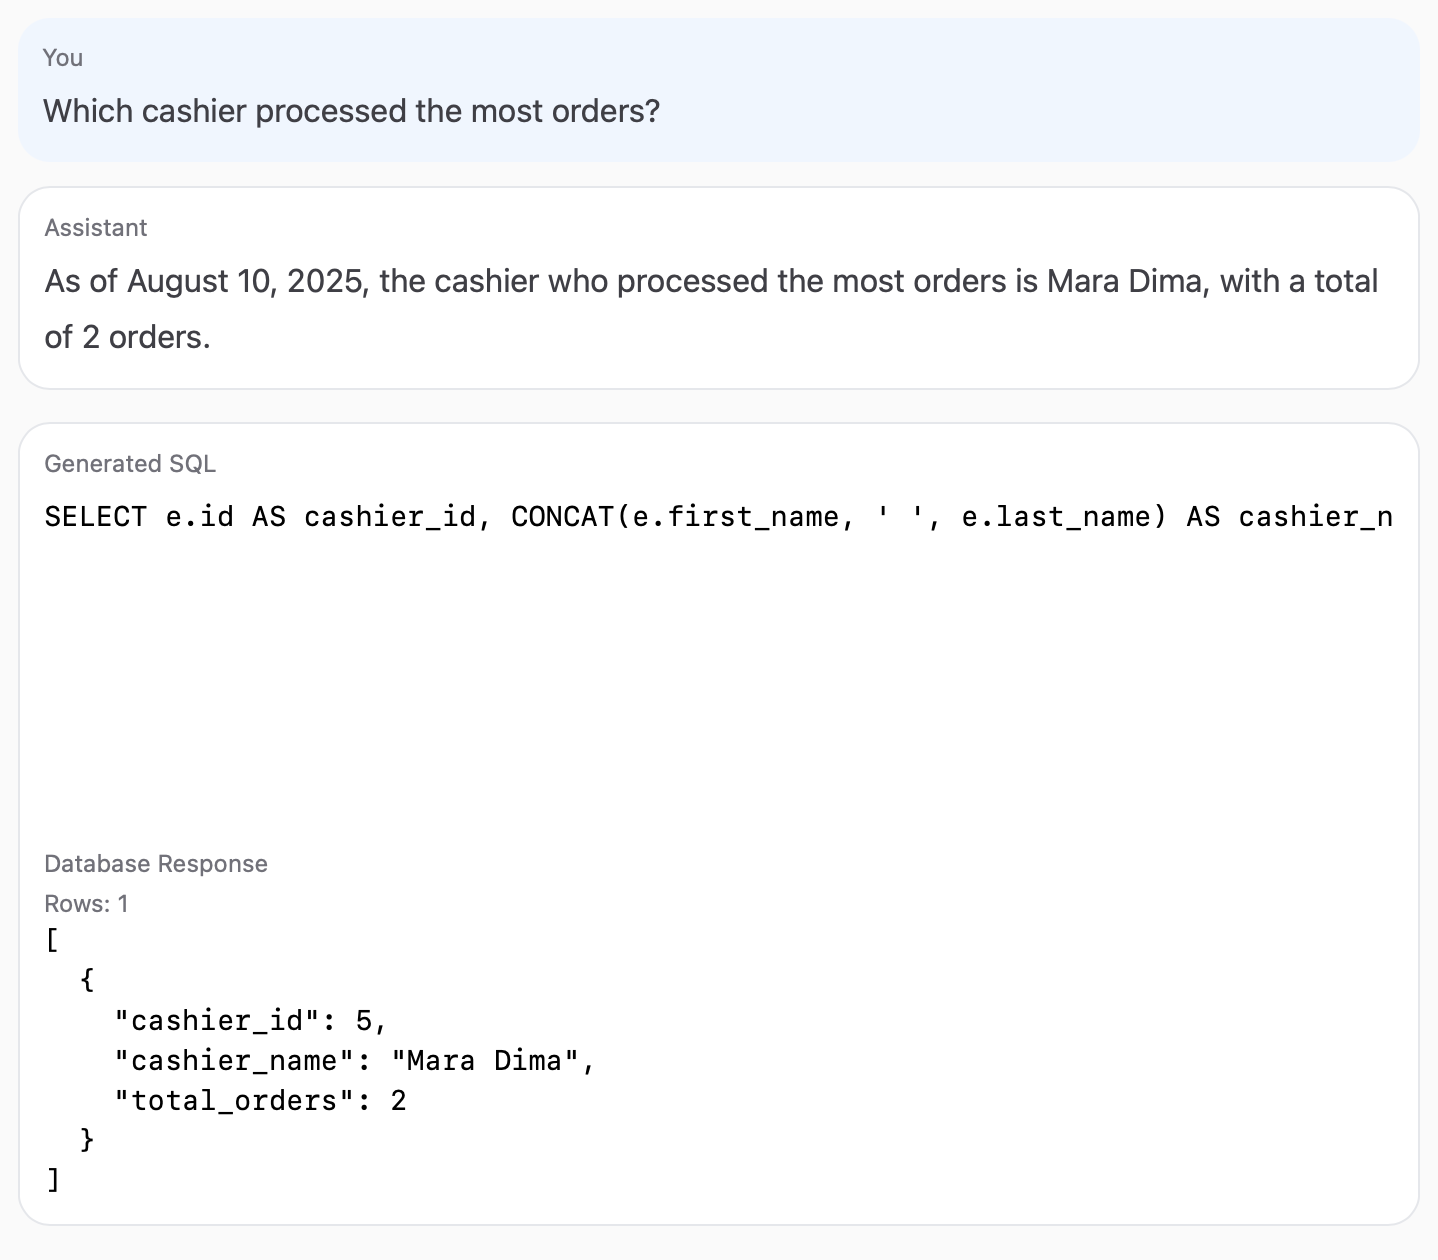 You
Which cashier processed the most orders?
Assistant
As of August 10, 2025, the cashier who processed the most orders is Mara Dima, with a total
of 2 orders.
Generated SQL
SELECT e.id AS cashier_id, CONCAT(e.first_name, ' ', e.last_name) AS cashier_n
Database Response
Rows: 1
[
  {
    "cashier_id": 5,
    "cashier_name": "Mara Dima",
    "total_orders": 2
  }
]